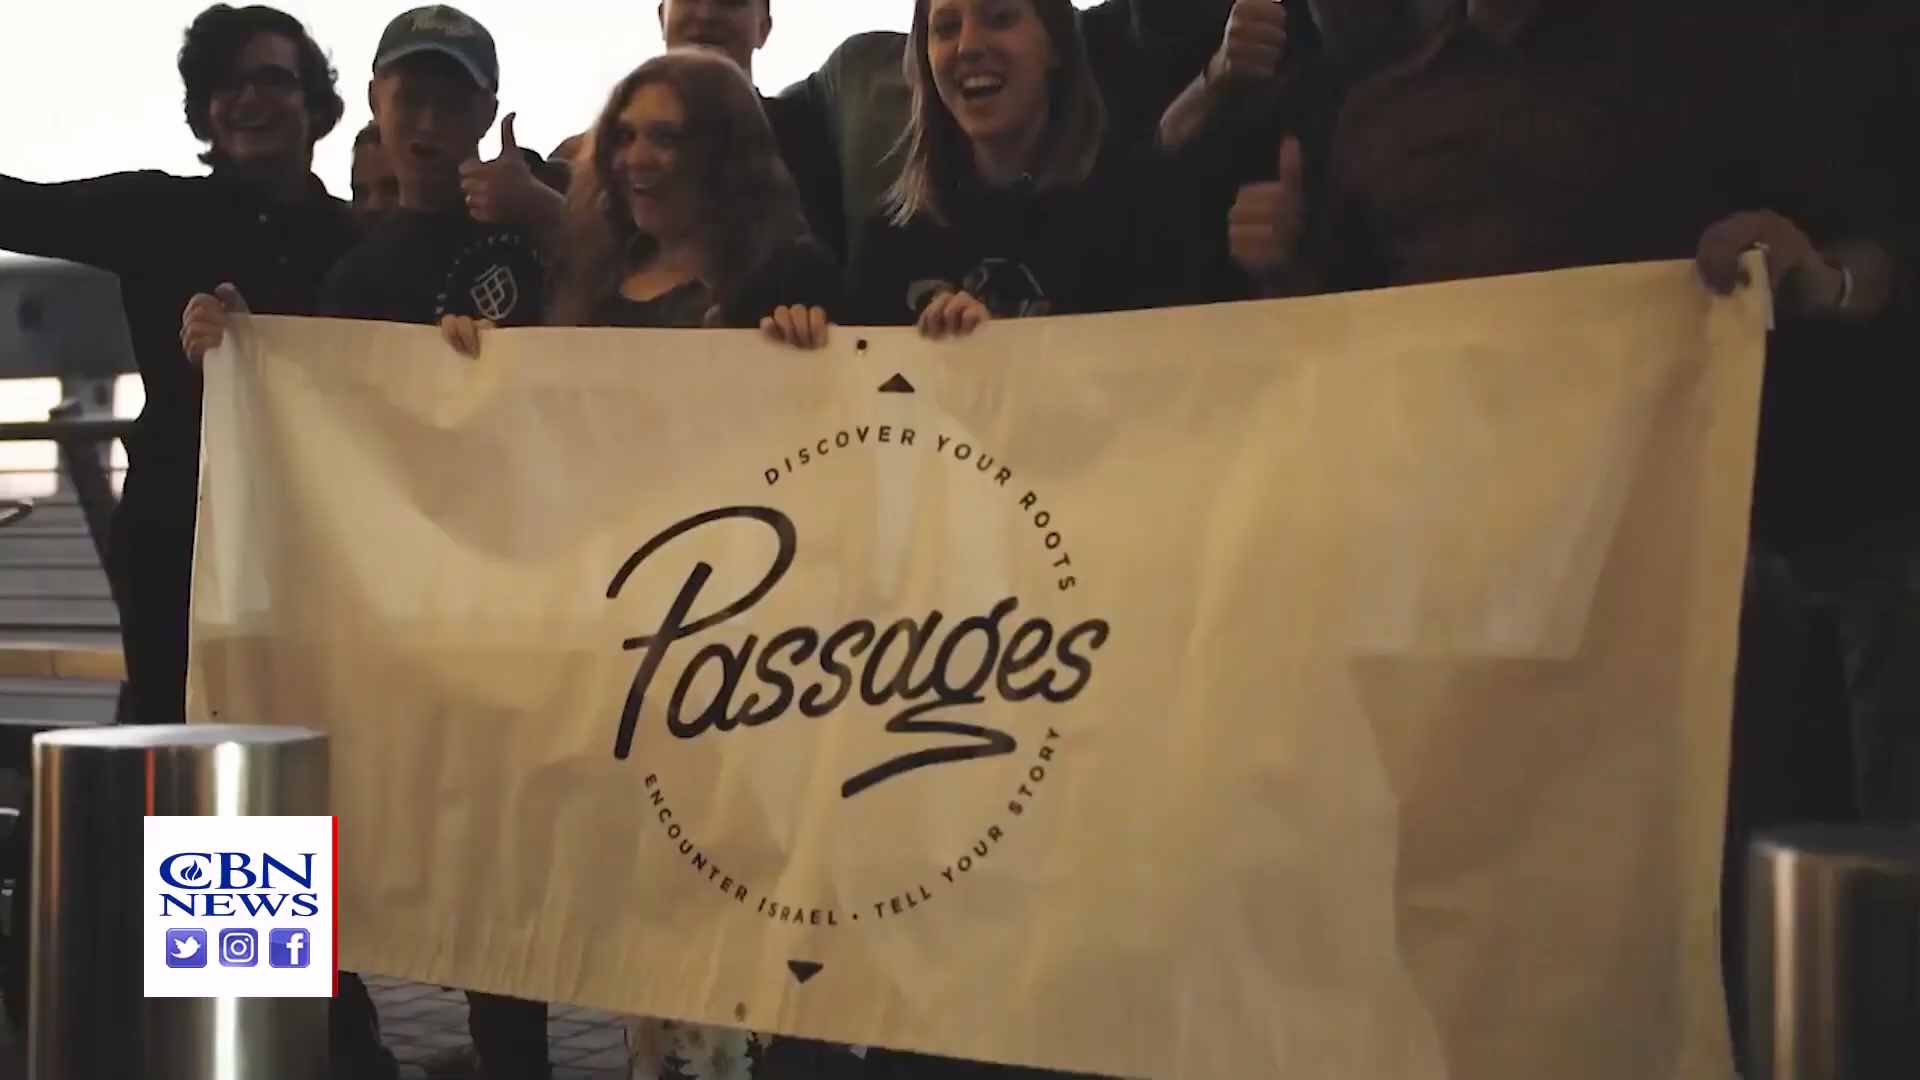 DISCOVER YOUR ROOTS
Passages
ENCOUNTER ISRAEL • TELL YOUR STORY
CBN
NEWS